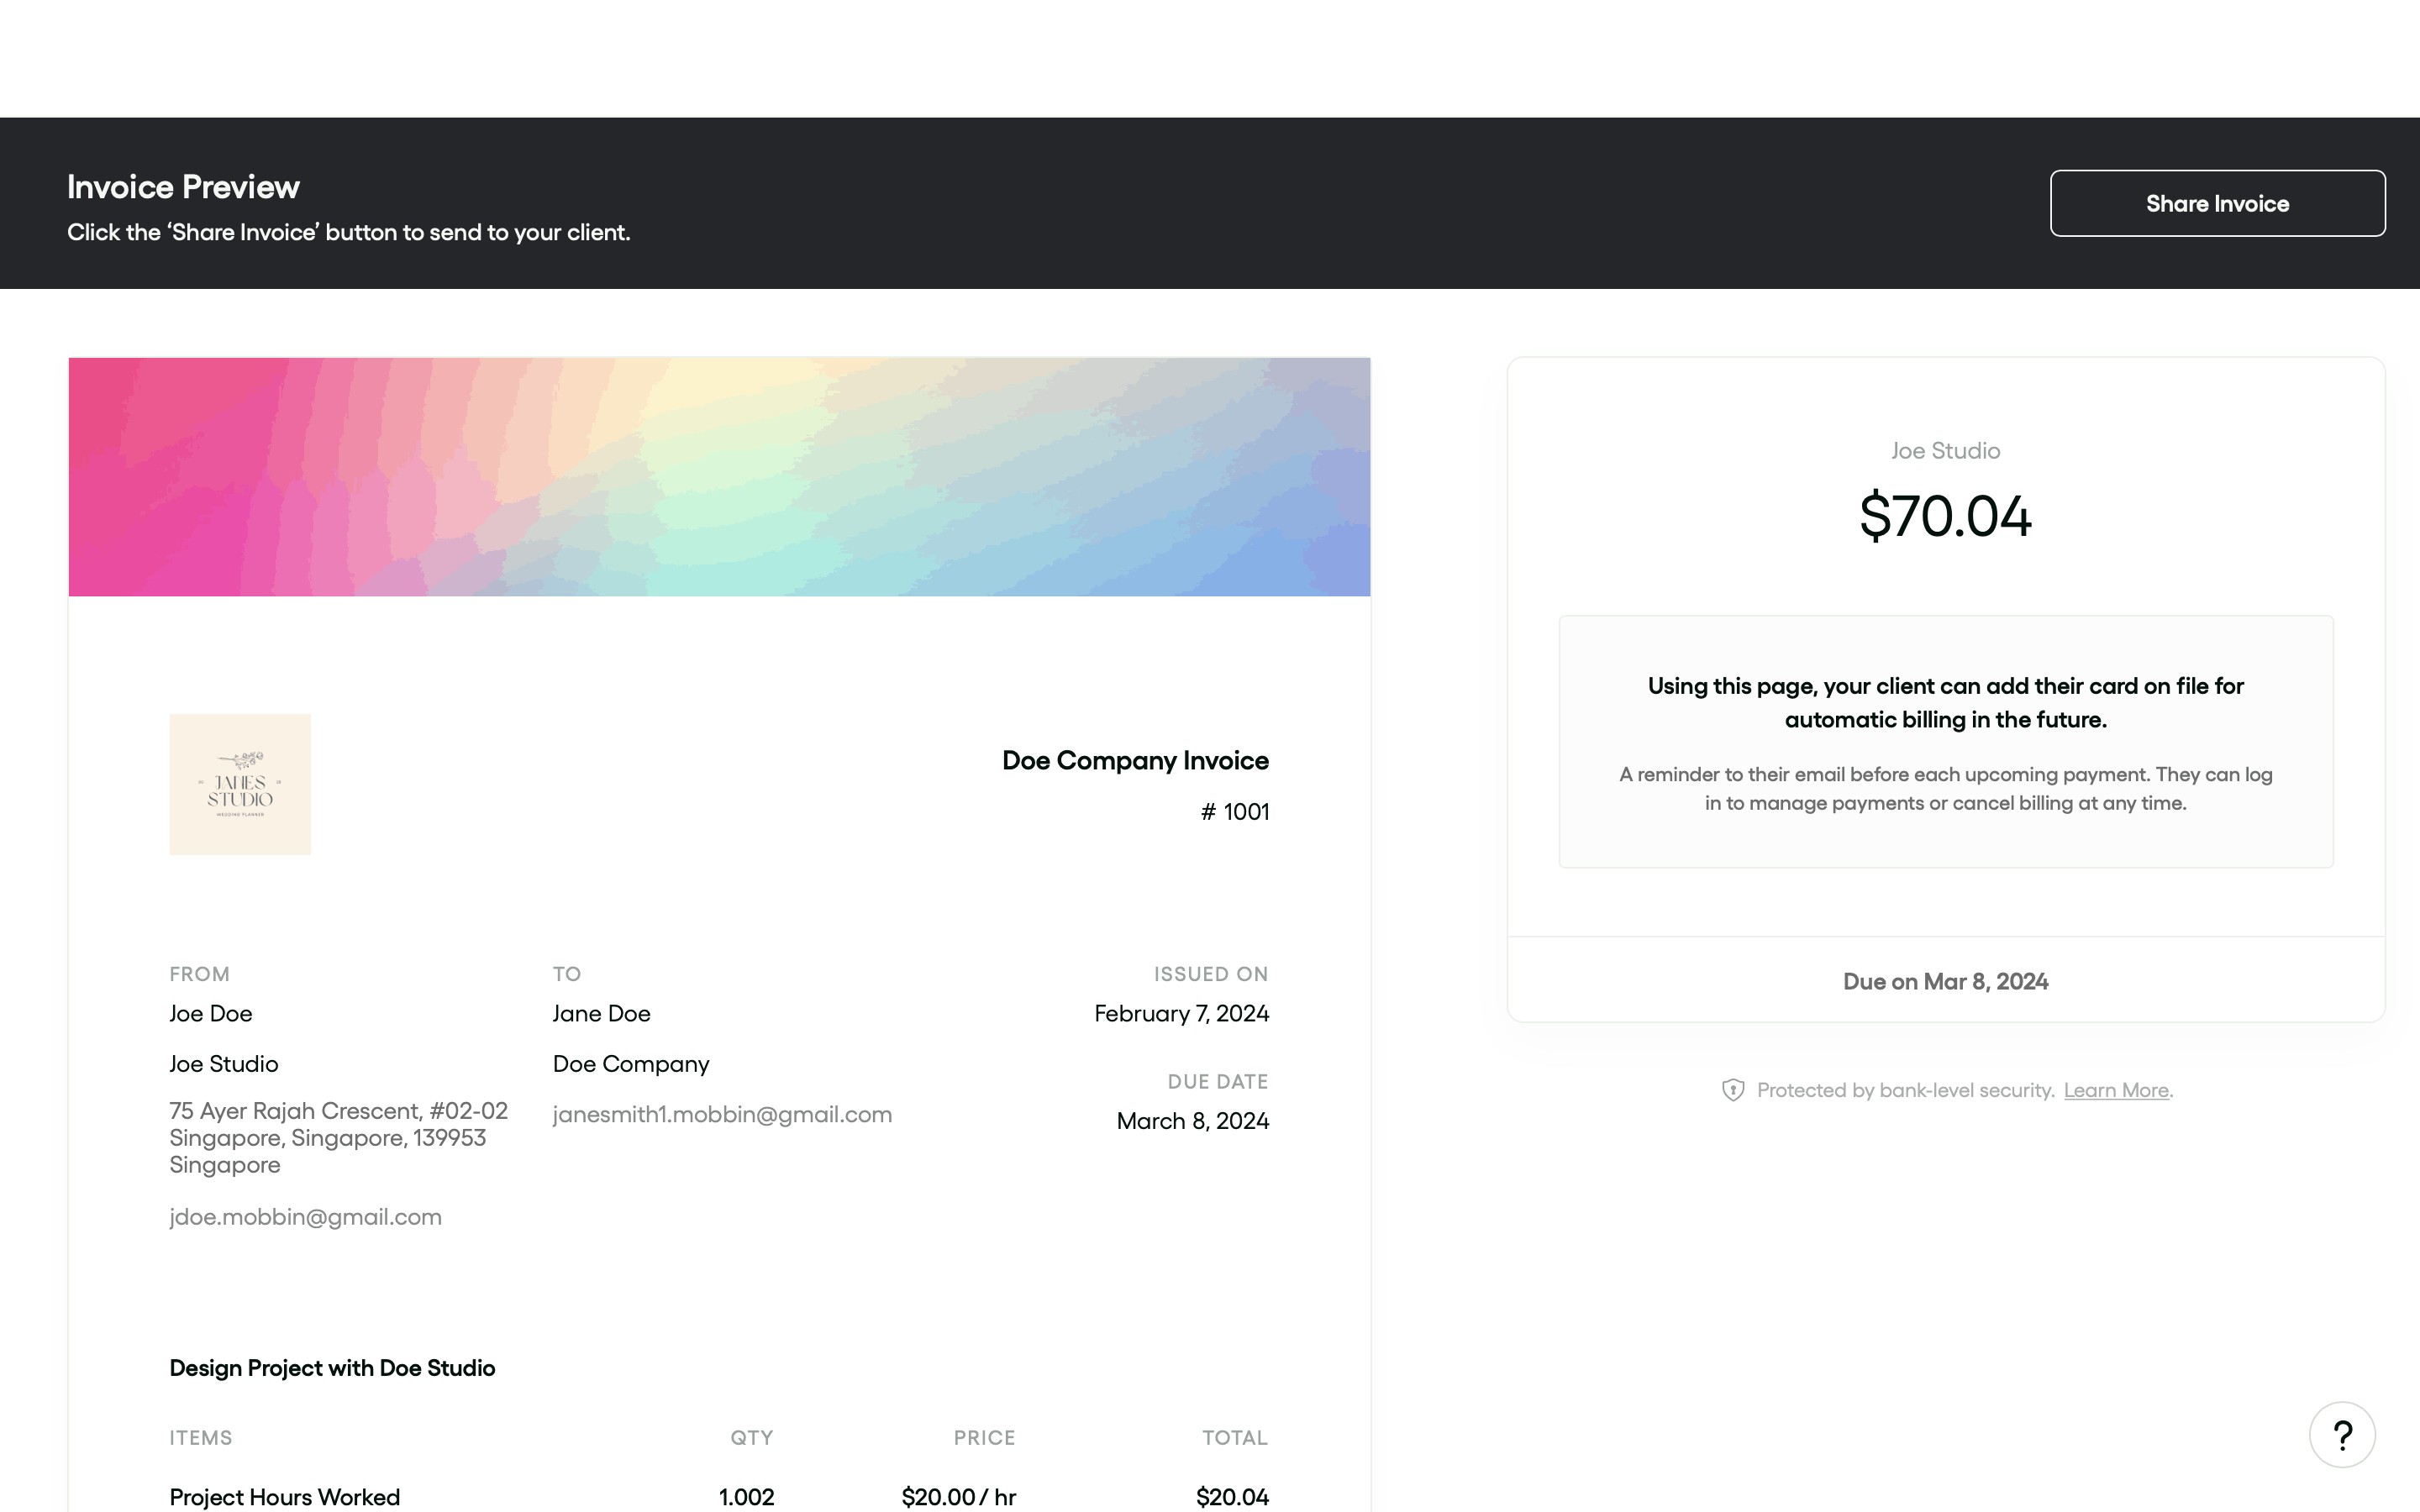 Invoice Preview
Click the ‘Share Invoice’ button to send to your client.
Share Invoice
JANES
STUDIO
WEDDING PLANNER
Doe Company Invoice
# 1001
FROM
Joe Doe
Joe Studio
75 Ayer Rajah Crescent, #02-02
Singapore, Singapore, 139953
Singapore
jdoe.mobbin@gmail.com
TO
Jane Doe
Doe Company
janesmith1.mobbin@gmail.com
ISSUED ON
February 7, 2024
DUE DATE
March 8, 2024
Design Project with Doe Studio
ITEMS QTY PRICE TOTAL
Project Hours Worked 1.002 $20.00 / hr $20.04
Joe Studio
$70.04
Using this page, your client can add their card on file for
automatic billing in the future.
A reminder to their email before each upcoming payment. They can log
in to manage payments or cancel billing at any time.
Due on Mar 8, 2024
Protected by bank-level security. Learn More.
?